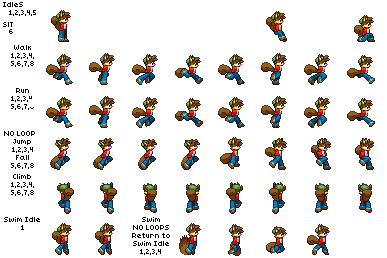 IdleS
1,2,3,4,5
SIT
6
Walk
1,2,3,4,
5,6,7,8
Run
1,2,3,4
5,6,7,8
NO LOOP
Jump
1,2,3,4
Fall
5,6,7,8
Climb
1,2,3,4,
5,6,7,8
Swim Idle
1
Swim
NO LOOPS
Return to
Swim Idle
1,2,3,4